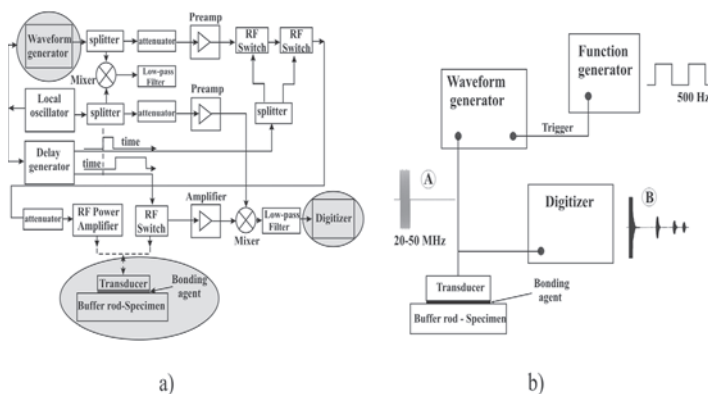 Waveform
generator
splitter
attenuator
Preamp
RF
Switch
RF
Switch
Mixer
Low-pass
Filter
Local
oscillator
splitter
attenuator
Preamp
splitter
Delay
generator
time
time
attenuator
RF Power
Amplifier
RF
Switch
Amplifier
Mixer
Low-pass
Filter
Digitizer
Transducer
Bonding
agent
Buffer rod-Specimen
a)
Waveform
generator
Function
generator
500 Hz
Trigger
A
20-50 MHz
Digitizer
B
Transducer
Bonding
agent
Buffer rod - Specimen
b)